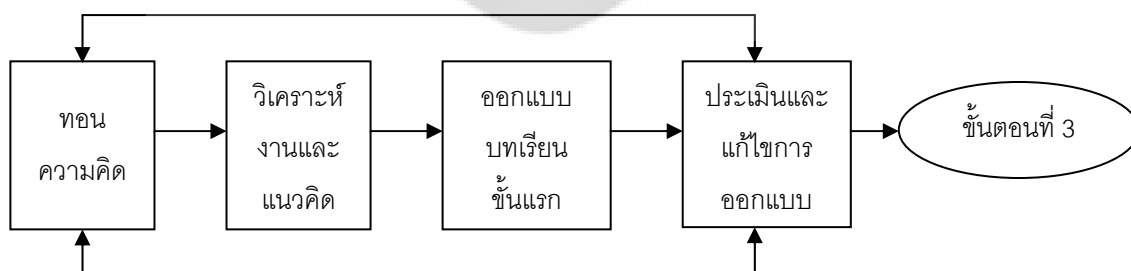 ทอน
ความคิด
วิเคราะห์
งานและ
แนวคิด
ออกแบบ
บทเรียน
ขั้นแรก
ประเมินและ
แก้ไขการ
ออกแบบ
ขั้นตอนที่ 3